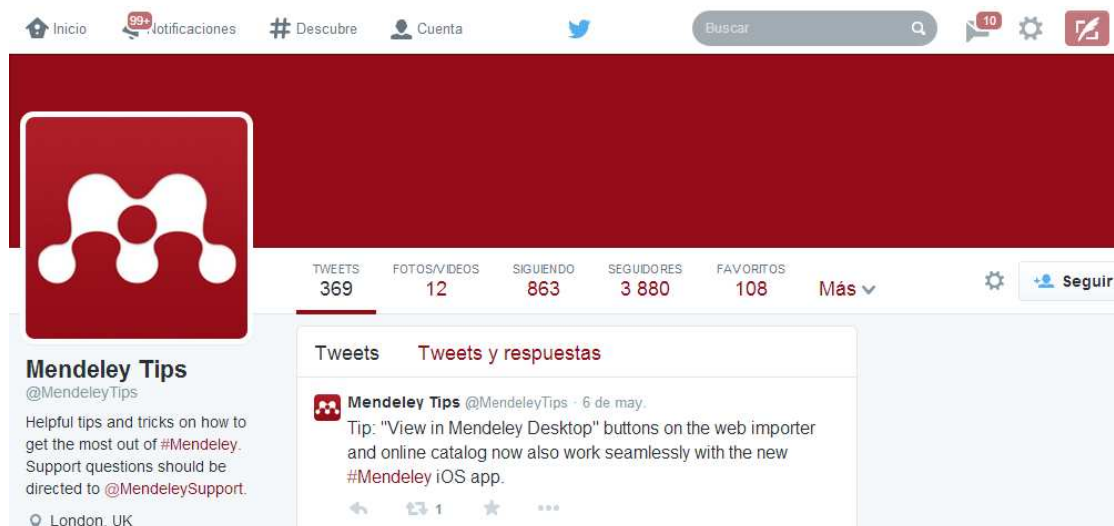 Inicio 99+ Notificaciones # Descubre Cuenta Buscar 10
TWEETS FOTOS/VIDEOS SIGUIENDO SEGUIDORES FAVORITOS
369 12 863 3 880 108 Más Seguir
Tweets Tweets y respuestas
Mendeley Tips
@MendeleyTips
Helpful tips and tricks on how to
get the most out of #Mendeley.
Support questions should be
directed to @MendeleySupport.
London, UK
Mendeley Tips @MendeleyTips · 6 de may.
Tip: "View in Mendeley Desktop" buttons on the web importer
and online catalog now also work seamlessly with the new
#Mendeley iOS app.
1